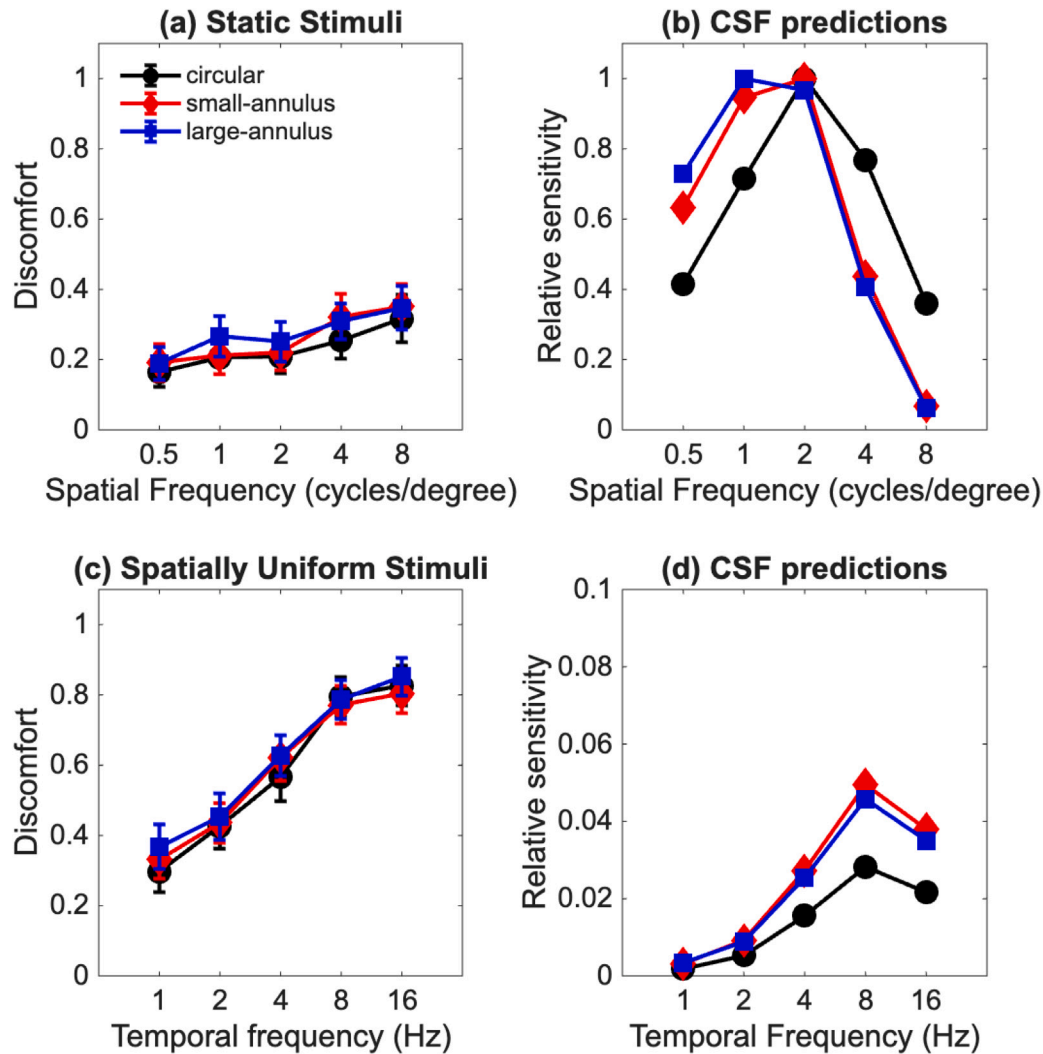 (a) Static Stimuli
1
0.8
0.6
0.4
0.2
0
Discomfort
circular
small-annulus
large-annulus
0.5 1 2 4 8
Spatial Frequency (cycles/degree)
(b) CSF predictions
1
0.8
0.6
0.4
0.2
0
Relative sensitivity
0.5 1 2 4 8
Spatial Frequency (cycles/degree)
(c) Spatially Uniform Stimuli
1
0.8
0.6
0.4
0.2
0
Discomfort
1 2 4 8 16
Temporal frequency (Hz)
(d) CSF predictions
0.1
0.08
0.06
0.04
0.02
0
Relative sensitivity
1 2 4 8 16
Temporal Frequency (Hz)